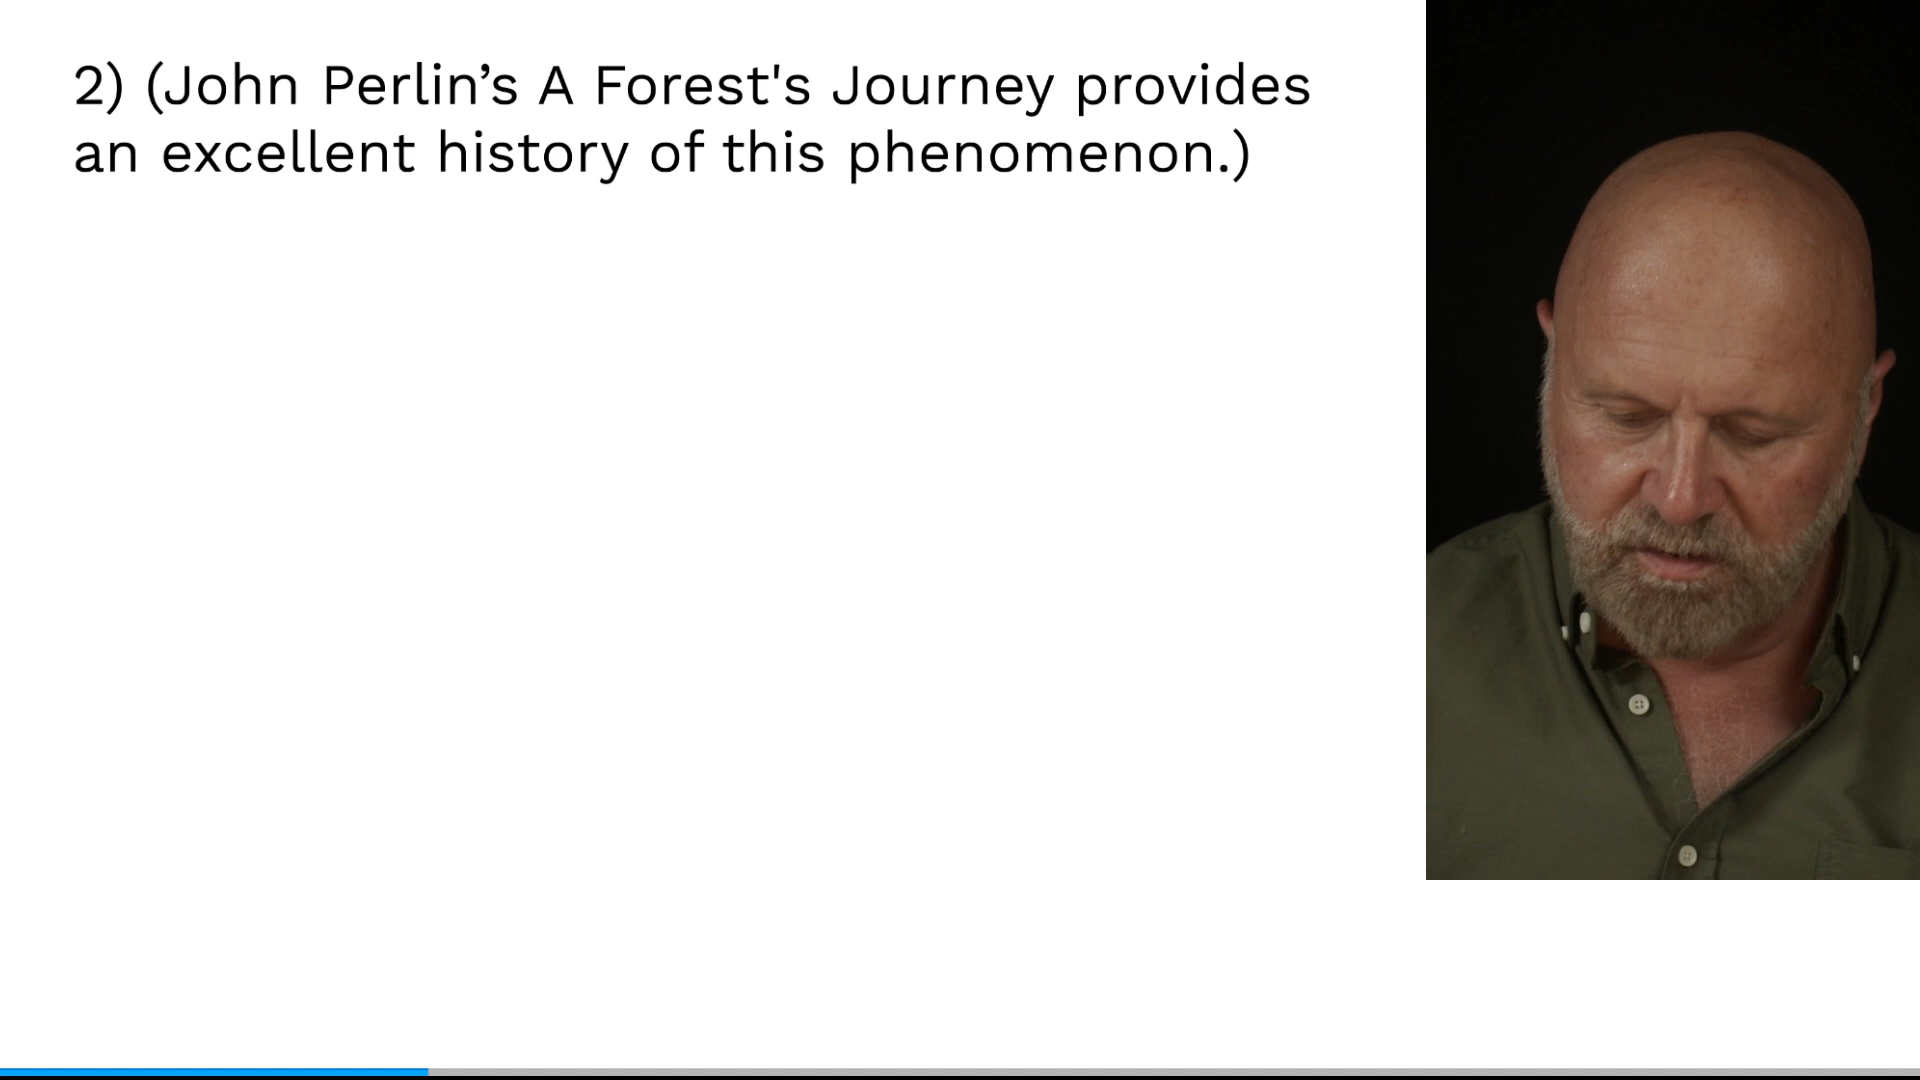 2) (John Perlin’s A Forest's Journey provides
an excellent history of this phenomenon.)